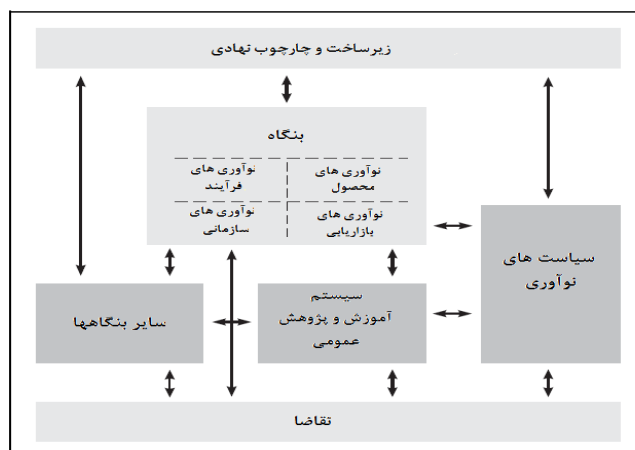 زیرساخت و چارچوب نهادی
بنگاه
نوآوری های
محصول
نوآوری های
فرآیند
نوآوری های
بازاریابی
نوآوری های
سازمانی
سیاست های
نوآوری
سیستم
آموزش و پژوهش
عمومی
سایر بنگاهها
تقاضا